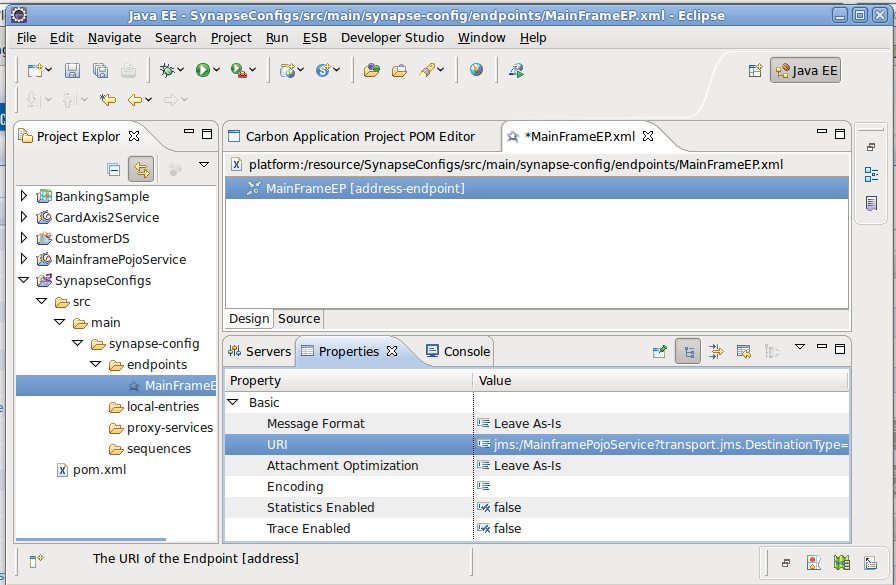 Java EE - SynapseConfigs/src/main/synapse-config/endpoints/MainFrameEP.xml - Eclipse
File Edit Navigate Search Project Run ESB Developer Studio Window Help
Java EE
Project Explor
Carbon Application Project POM Editor
*MainFrameEP.xml
platform:/resource/SynapseConfigs/src/main/synapse-config/endpoints/MainFrameEP.xml
MainFrameEP [address-endpoint]
BankingSample
CardAxis2Service
CustomerDS
MainframePojoService
SynapseConfigs
src
main
synapse-config
endpoints
MainFrameE
local-entries
proxy-services
sequences
pom.xml
Design Source
Servers Properties Console
Property Value
Basic
Message Format Leave As-Is
URI jms:/MainframePojoService?transport.jms.DestinationType=
Attachment Optimization Leave As-Is
Encoding
Statistics Enabled false
Trace Enabled false
The URI of the Endpoint [address]